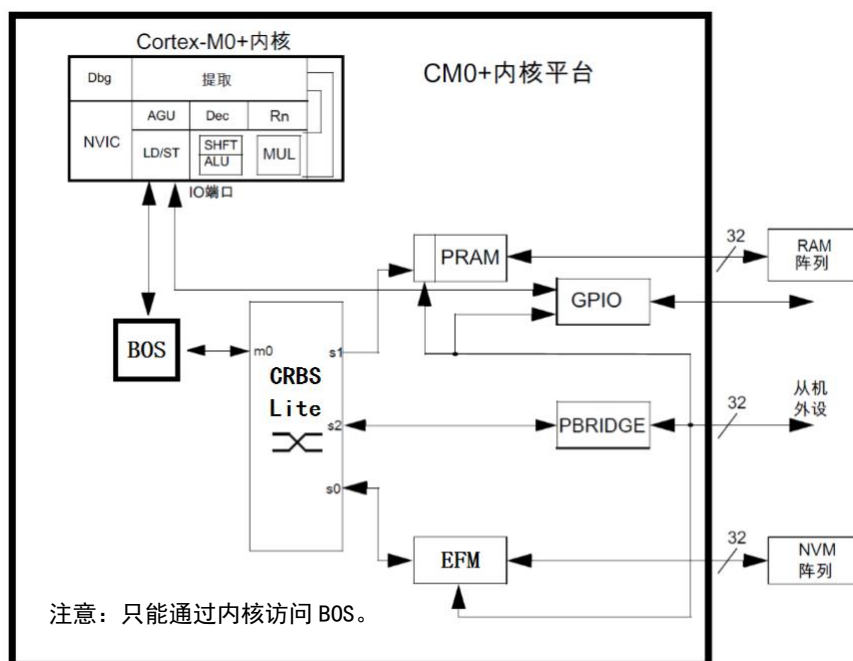 Cortex-M0+内核
CM0+内核平台
Dbg
提取
AGU
Dec
Rn
NVIC
LD/ST
SHFT
ALU
MUL
IO端口
PRAM
32
RAM
阵列
GPIO
BOS
m0
s1
CRBS
Lite
s2
s0
PBRIDGE
32
从机
外设
EFM
32
NVM
阵列
注意：只能通过内核访问 BOS。